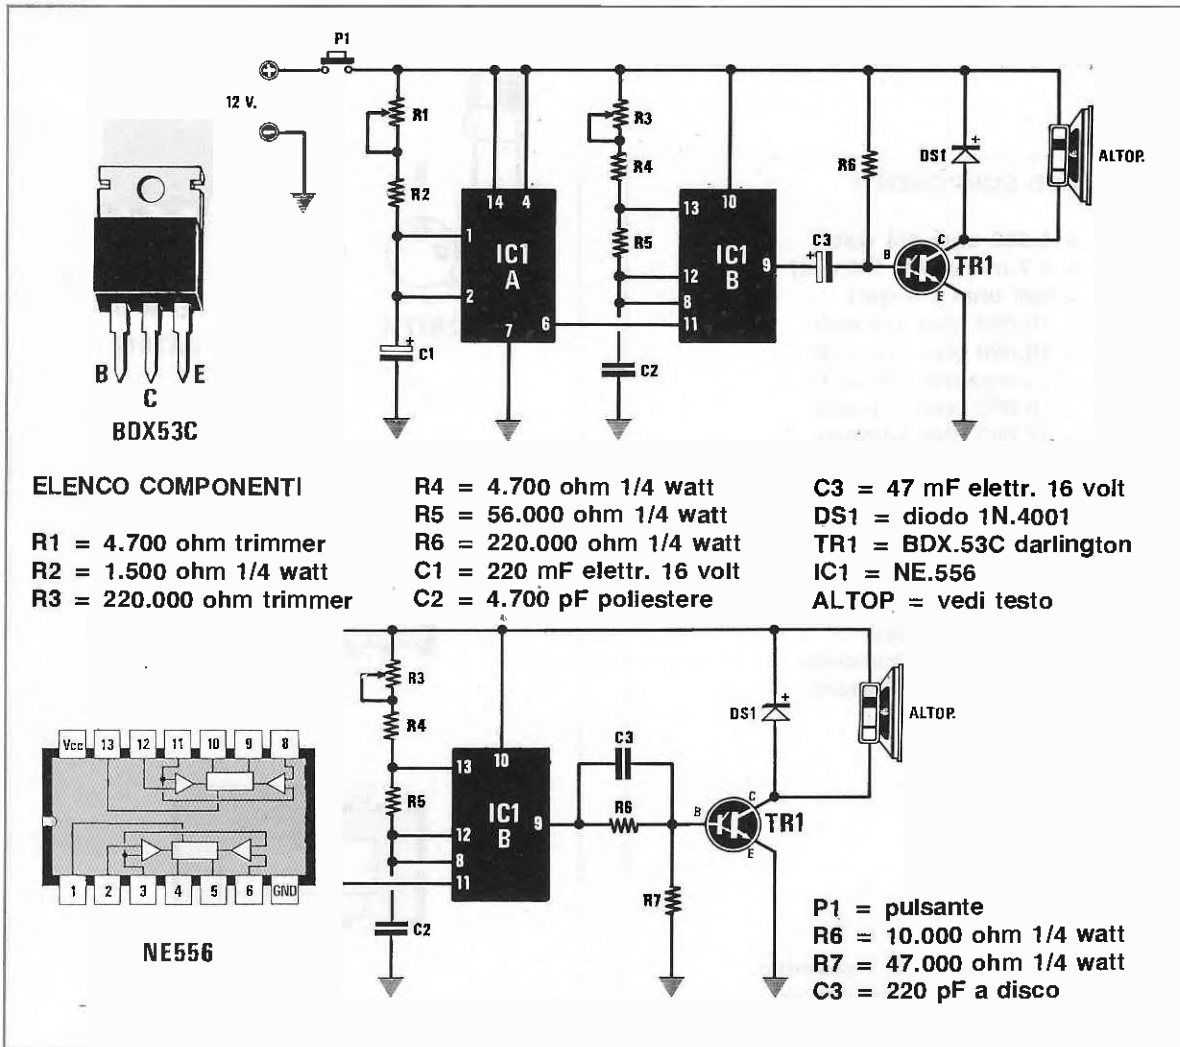 P1
12 V.
R1
R2
R3
R4
R5
R6
DS1
ALTOP.
14 4
1
2
IC1
A
7
6
C1
13
10
IC1
B
9
12
8
11
C2
C3
B
C
E
TR1
B
C
E
BDX53C
ELENCO COMPONENTI
R1 = 4.700 ohm trimmer
R2 = 1.500 ohm 1/4 watt
R3 = 220.000 ohm trimmer
R4 = 4.700 ohm 1/4 watt
R5 = 56.000 ohm 1/4 watt
R6 = 220.000 ohm 1/4 watt
C1 = 220 mF elettr. 16 volt
C2 = 4.700 pF poliestere
C3 = 47 mF elettr. 16 volt
DS1 = diodo 1N.4001
TR1 = BDX.53C darlington
IC1 = NE.556
ALTOP = vedi testo
R3
R4
R5
13
10
IC1
B
9
12
8
11
C2
C3
R6
R7
B
C
E
TR1
DS1
ALTOP.
Vcc 13 12 11 10 9 8
1 2 3 4 5 6 GND
NE556
P1 = pulsante
R6 = 10.000 ohm 1/4 watt
R7 = 47.000 ohm 1/4 watt
C3 = 220 pF a disco